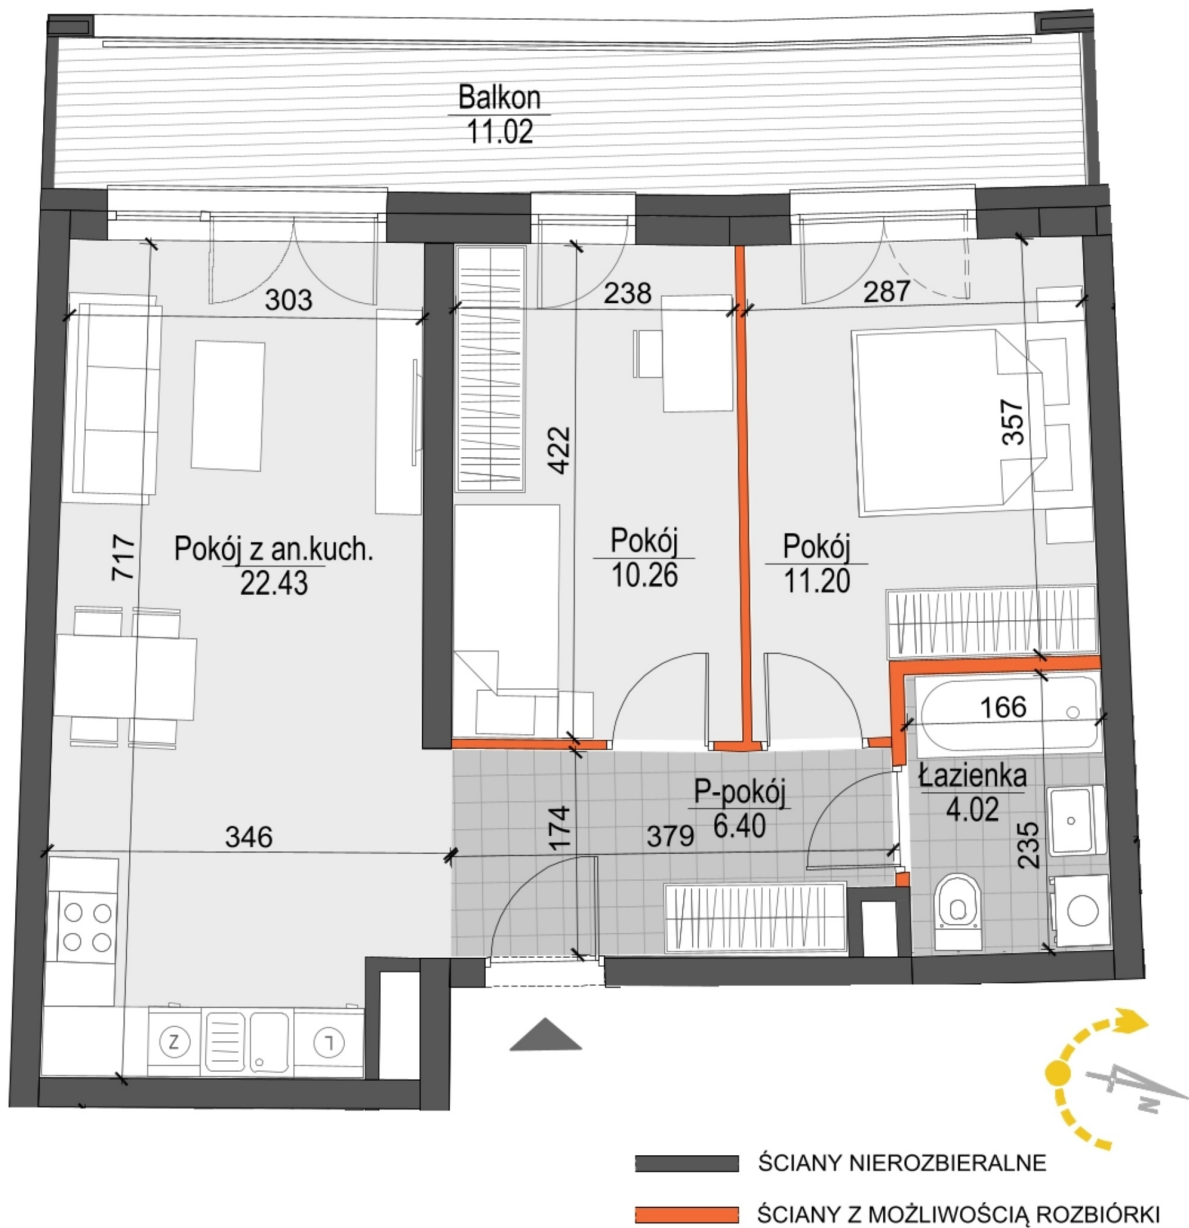 Balkon
11.02
303
238
287
422
357
717
Pokój z an.kuch.
22.43
Pokój
10.26
Pokój
11.20
166
Łazienka
4.02
P-pokój
6.40
174
379
346
235
Z
L
N
ŚCIANY NIEROZBIERALNE
ŚCIANY Z MOŻLIWOŚCIĄ ROZBIÓRKI